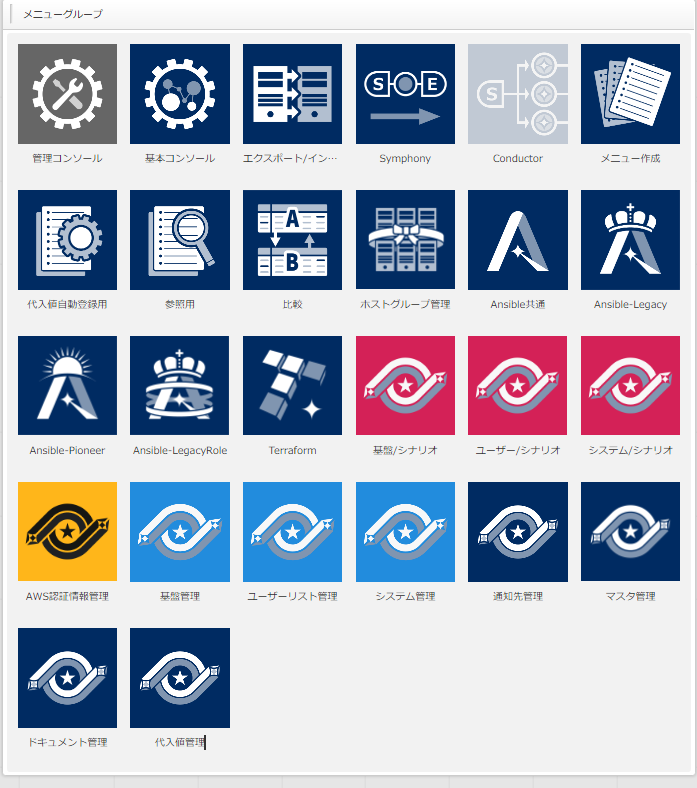 メニューグループ
管理コンソール
基本コンソール
エクスポート/イン…
S
E
Symphony
S
Conductor
メニュー作成
代入値自動登録用
参照用
A
B
比較
ホストグループ管理
Ansible共通
Ansible-Legacy
Ansible-Pioneer
Ansible-LegacyRole
Terraform
基盤/シナリオ
ユーザー/シナリオ
システム/シナリオ
AWS認証情報管理
基盤管理
ユーザーリスト管理
システム管理
通知先管理
マスタ管理
ドキュメント管理
代入値管理